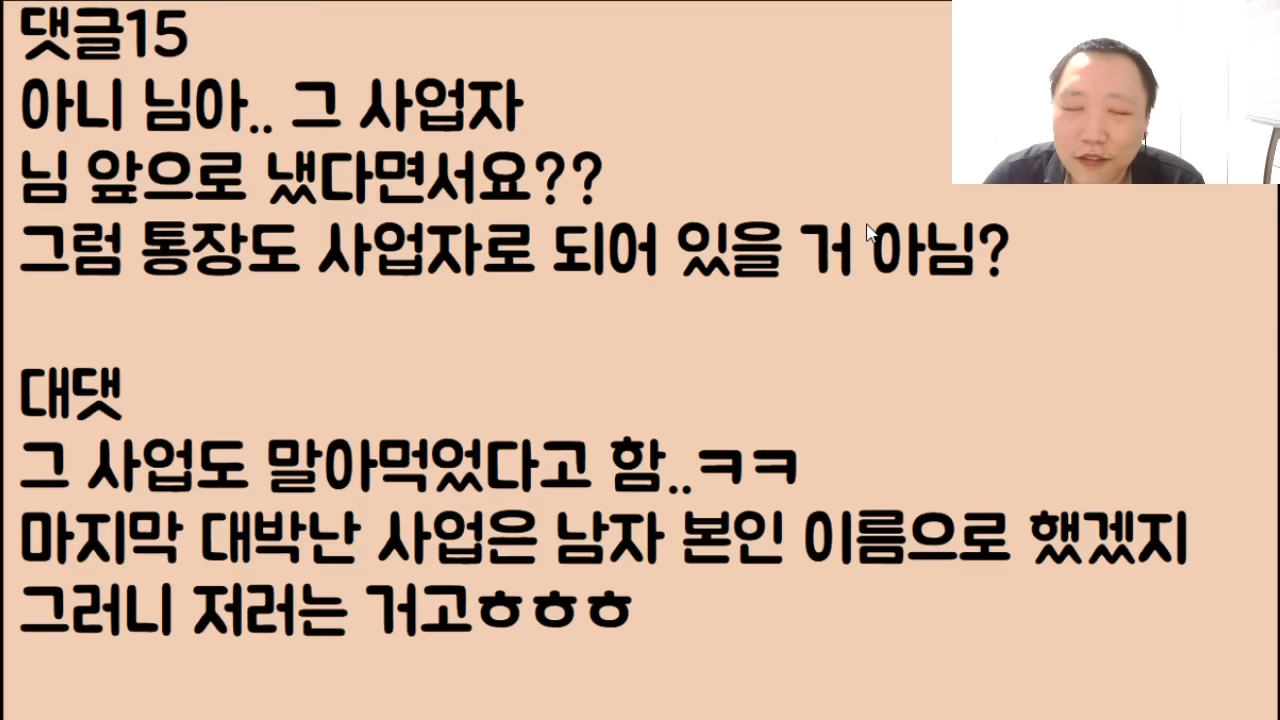 댓글15
아니 님아.. 그 사업자
님 앞으로 냈다면서요??
그럼 통장도 사업자로 되어 있을 거 아님?
대댓
그 사업도 말아먹었다고 함..ㅋㅋ
마지막 대박난 사업은 남자 본인 이름으로 했겠지
그러니 저러는 거고ㅎㅎㅎ